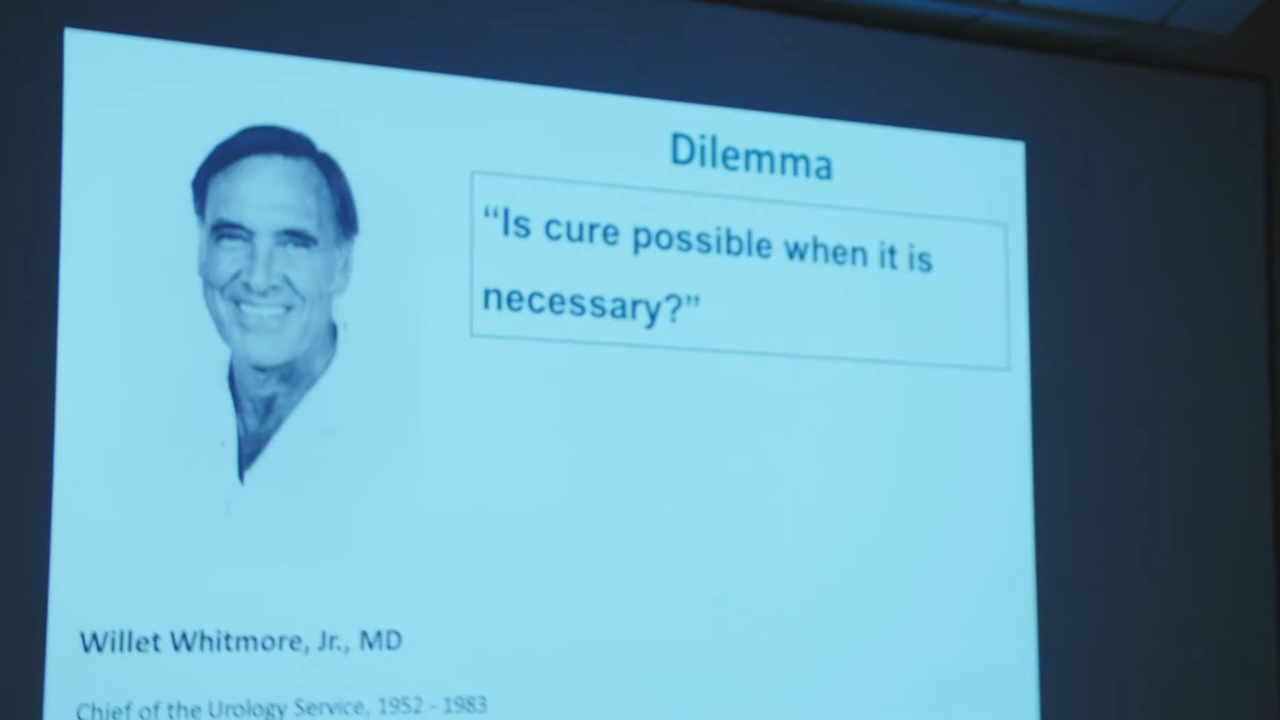 Dilemma
“Is cure possible when it is
necessary?”
Willet Whitmore, Jr., MD
Chief of the Urology Service, 1952 - 1983